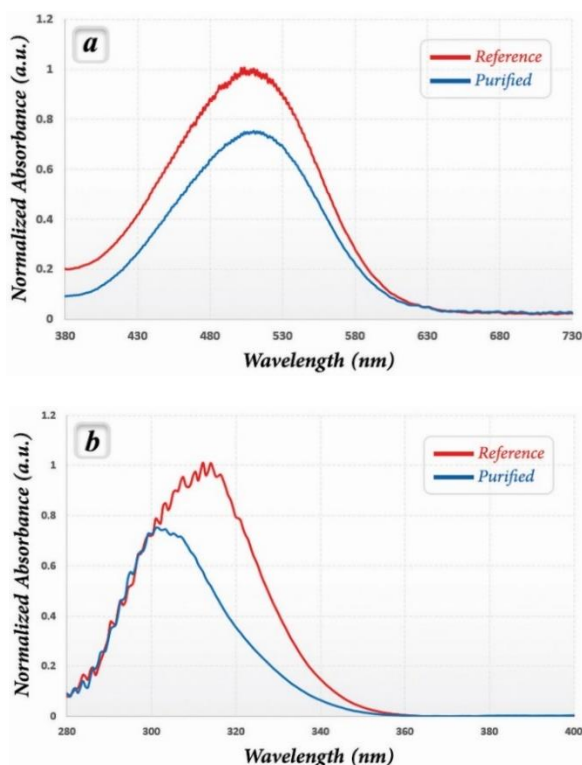 a
Normalized Absorbance (a.u.)
1.2
1
0.8
0.6
0.4
0.2
0
Reference
Purified
380 430 480 530 580 630 680 730
Wavelength (nm)
b
Normalized Absorbance (a.u.)
1.2
1
0.8
0.6
0.4
0.2
0
Reference
Purified
280 300 320 340 360 380 400
Wavelength (nm)